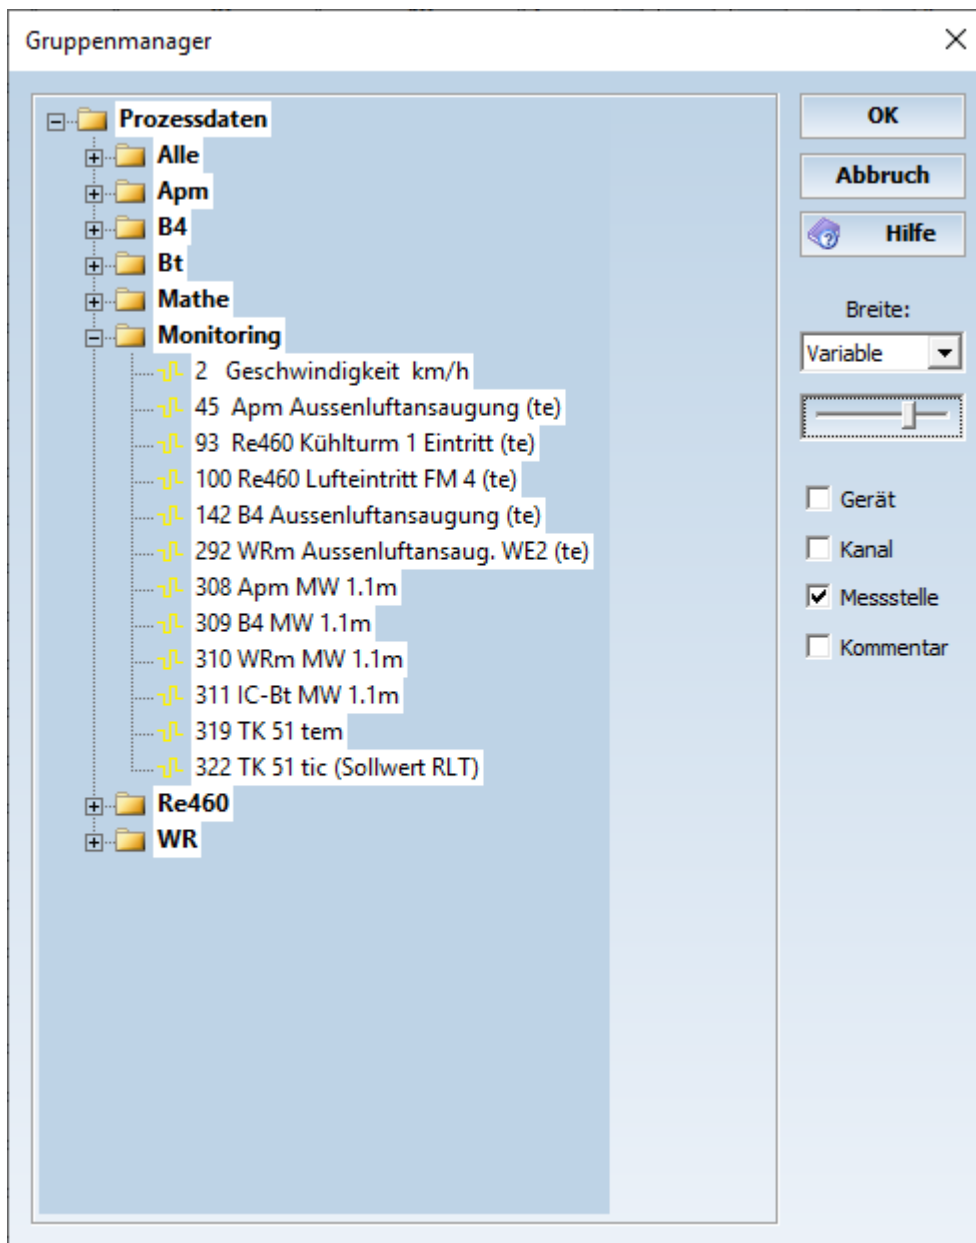 Gruppenmanager
Prozessdaten
Alle
Apm
B4
Bt
Mathe
Monitoring
2 Geschwindigkeit km/h
45 Apm Aussenluftansaugung (te)
93 Re460 Kühlturm 1 Eintritt (te)
100 Re460 Lufteintritt FM 4 (te)
142 B4 Aussenluftansaugung (te)
292 WRm Aussenluftansaug. WE2 (te)
308 Apm MW 1.1m
309 B4 MW 1.1m
310 WRm MW 1.1m
311 IC-Bt MW 1.1m
319 TK 51 tem
322 TK 51 tic (Sollwert RLT)
Re460
WR
OK
Abbruch
Hilfe
Breite:
Variable
Gerät
Kanal
Messstelle
Kommentar